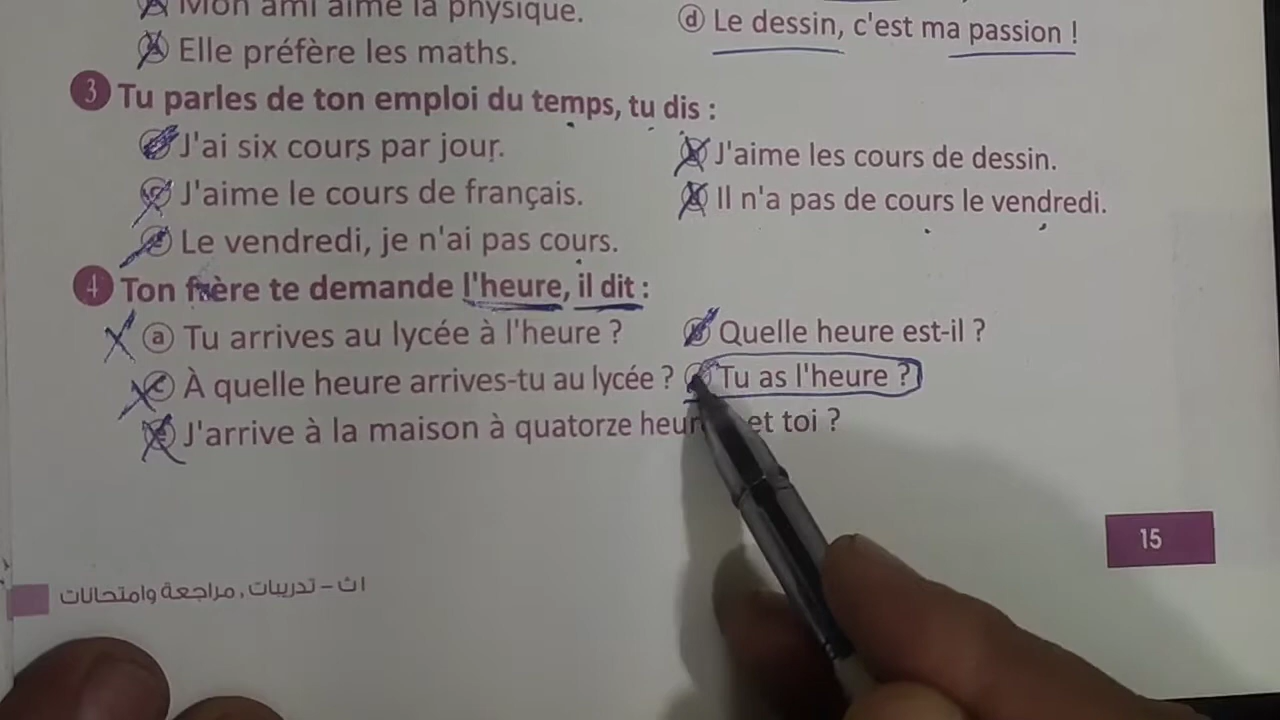 Mon ami aime la physique.
ⓓ Le dessin, c'est ma passion !
Elle préfère les maths.
3 Tu parles de ton emploi du temps, tu dis :
J'ai six cours par jour.
J'aime les cours de dessin.
J'aime le cours de français.
Il n'a pas de cours le vendredi.
Le vendredi, je n'ai pas cours.
4 Ton frère te demande l'heure, il dit :
ⓐ Tu arrives au lycée à l'heure ?
Quelle heure est-il ?
À quelle heure arrives-tu au lycée ?
Tu as l'heure ?
J'arrive à la maison à quatorze et toi ?
15
١ث – تدريبات , مراجعة وامتحانات